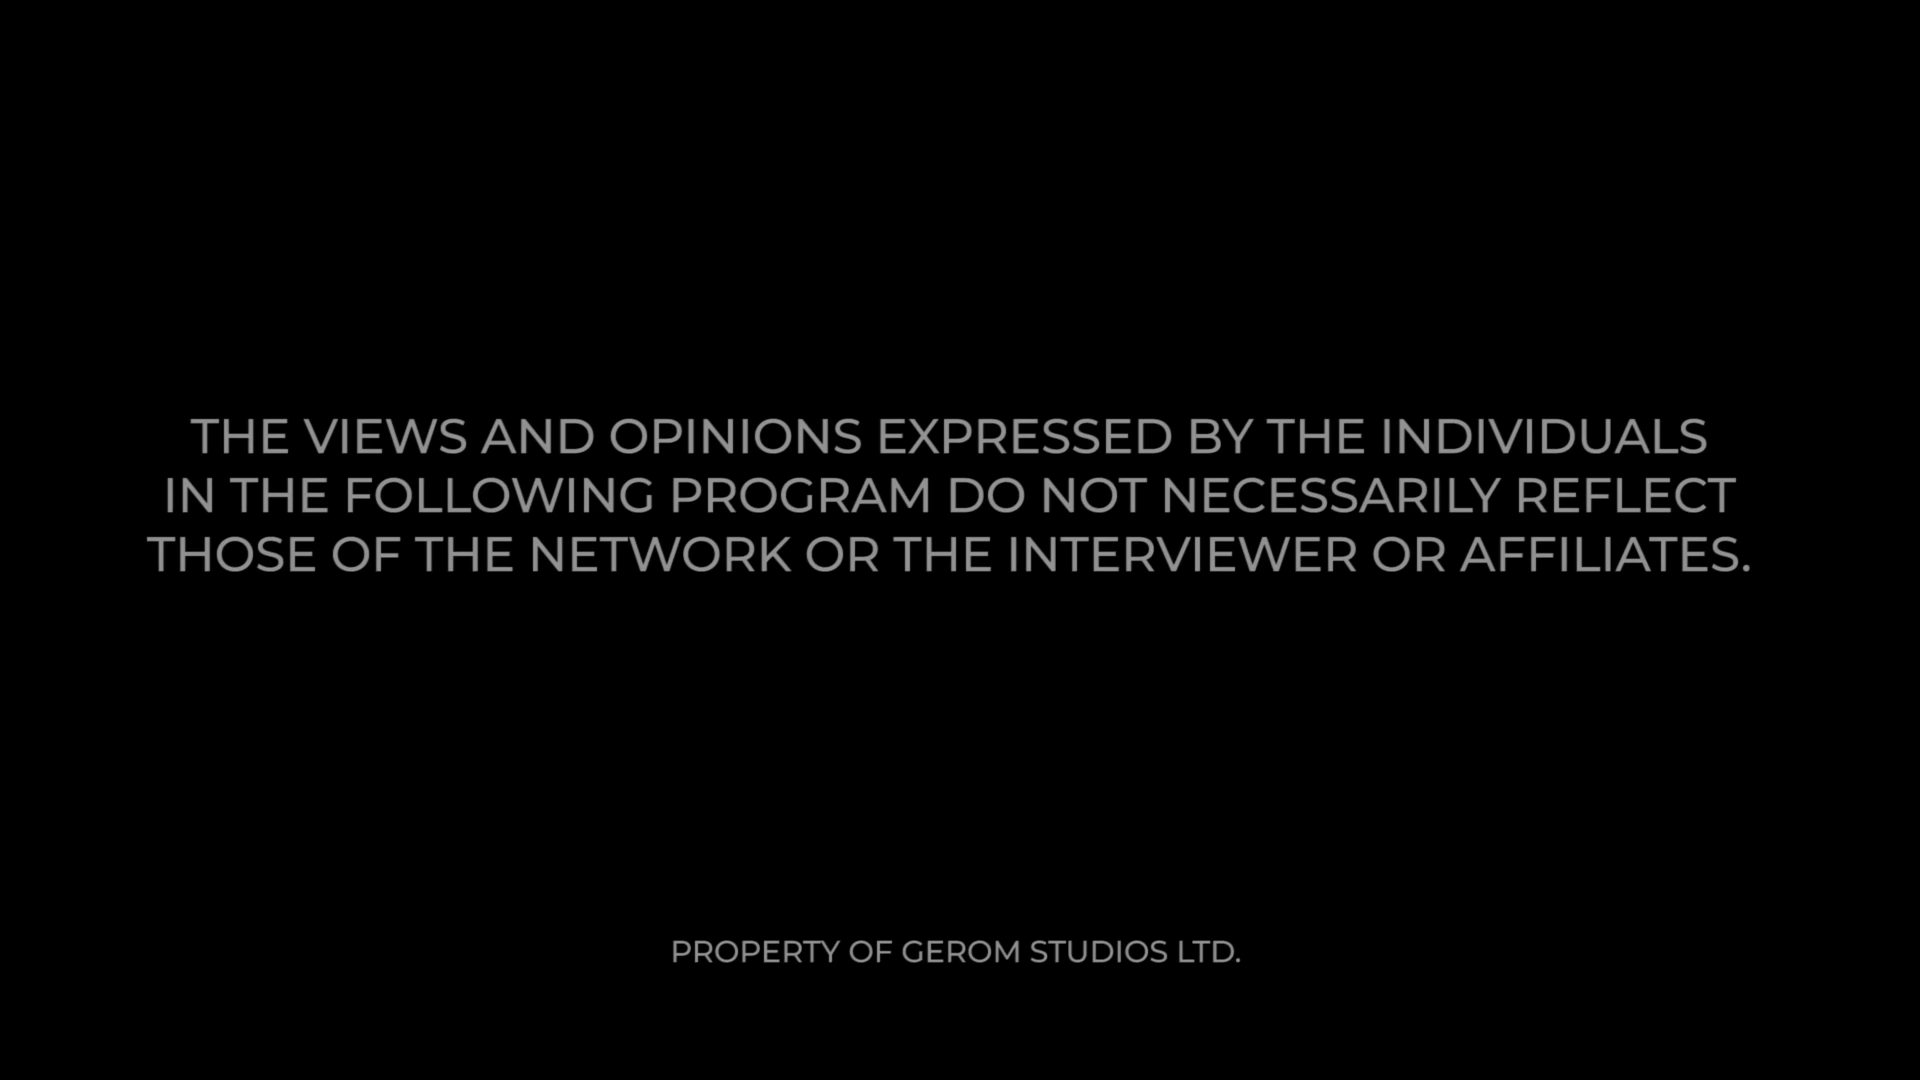 THE VIEWS AND OPINIONS EXPRESSED BY THE INDIVIDUALS
IN THE FOLLOWING PROGRAM DO NOT NECESSARILY REFLECT
THOSE OF THE NETWORK OR THE INTERVIEWER OR AFFILIATES.
PROPERTY OF GEROM STUDIOS LTD.